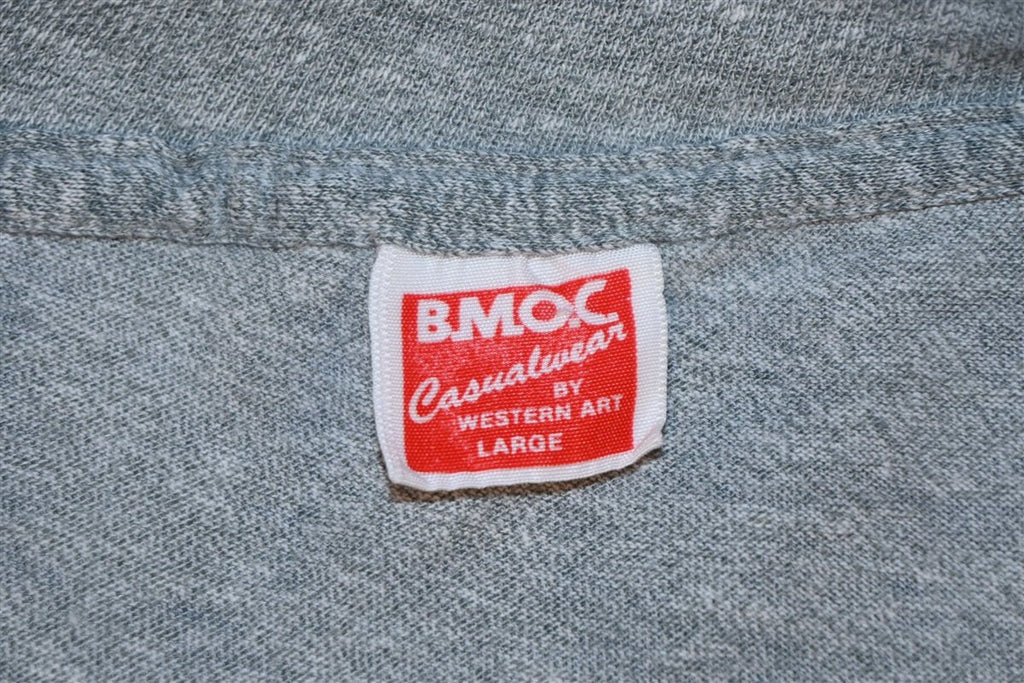 B.M.O.C.
Casualwear
BY
WESTERN ART
LARGE